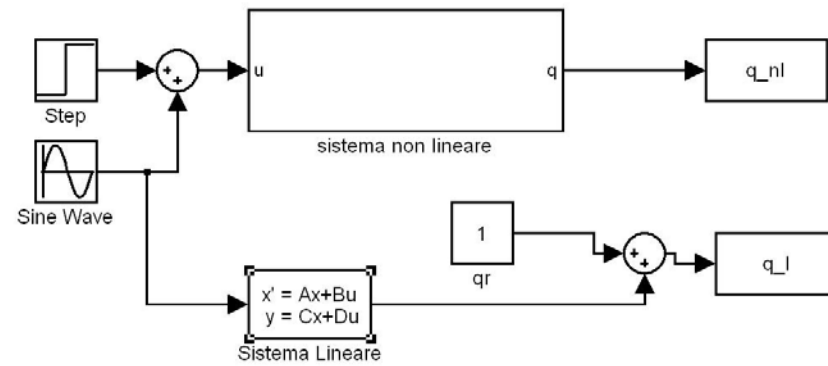 Step
+
+
u
q
sistema non lineare
q_nl
Sine Wave
1
qr
+
+
q_l
x' = Ax+Bu
y = Cx+Du
Sistema Lineare